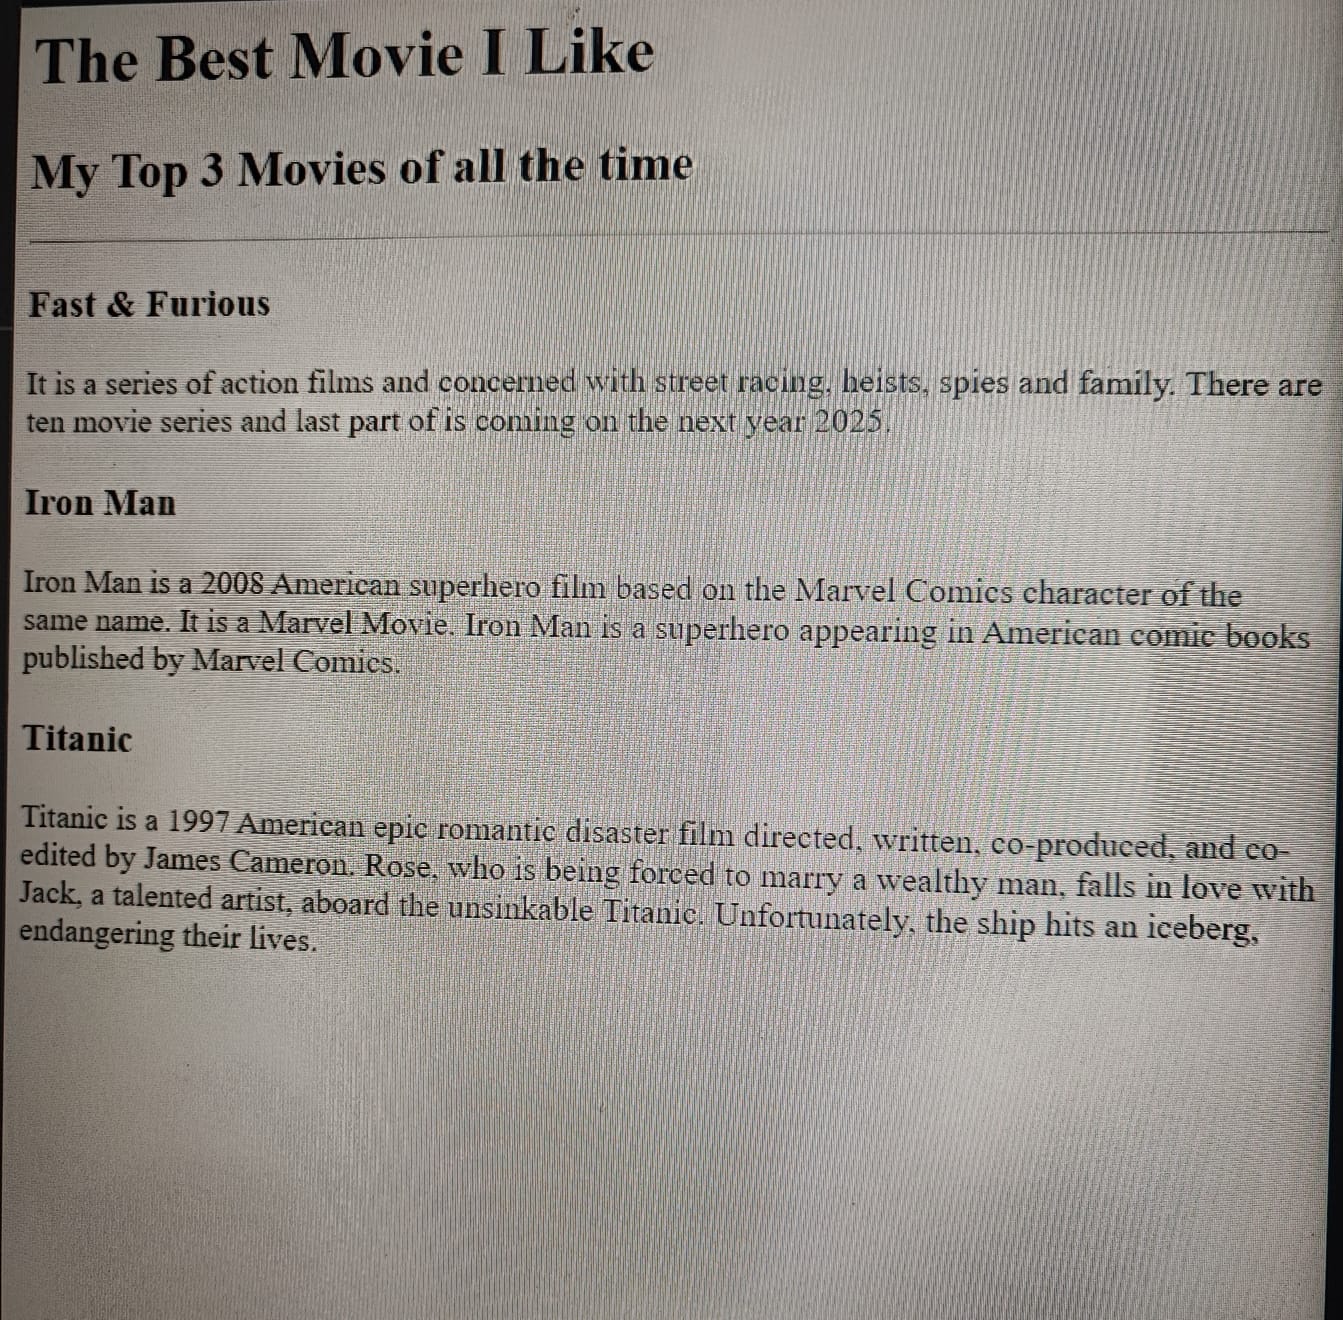 The Best Movie I Like
My Top 3 Movies of all the time
Fast & Furious
It is a series of action films and concerned with street racing, heists, spies and family. There are
ten movie series and last part of is coming on the next year 2025.
Iron Man
Iron Man is a 2008 American superhero film based on the Marvel Comics character of the
same name. It is a Marvel Movie. Iron Man is a superhero appearing in American comic books
published by Marvel Comics.
Titanic
Titanic is a 1997 American epic romantic disaster film directed, written, co-produced, and co-
edited by James Cameron. Rose, who is being forced to marry a wealthy man, falls in love with
Jack, a talented artist, aboard the unsinkable Titanic. Unfortunately, the ship hits an iceberg,
endangering their lives.